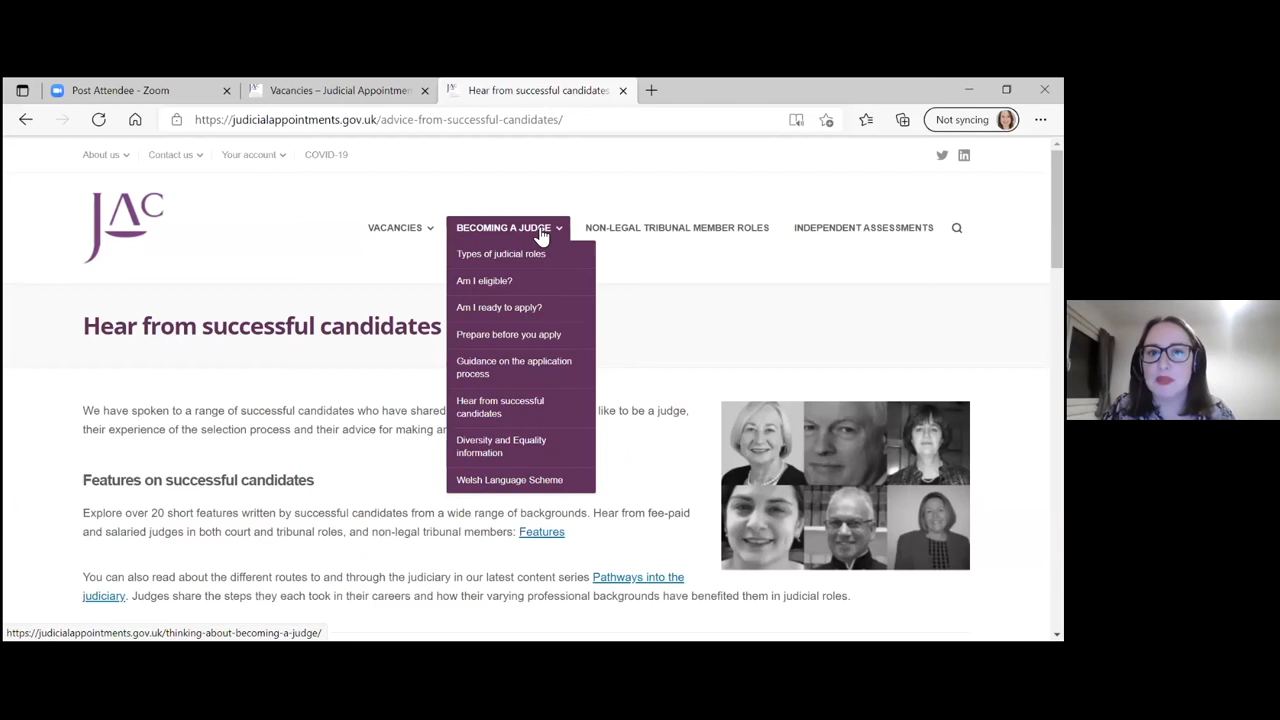 Post Attendee - Zoom
Vacancies – Judicial Appointmen
Hear from successful candidates
https://judicialappointments.gov.uk/advice-from-successful-candidates/
Not syncing
About us
Contact us
Your account
COVID-19
JAC
VACANCIES
BECOMING A JUDGE
NON-LEGAL TRIBUNAL MEMBER ROLES
INDEPENDENT ASSESSMENTS
Types of judicial roles
Am I eligible?
Am I ready to apply?
Prepare before you apply
Guidance on the application
process
Hear from successful
candidates
Diversity and Equality
information
Welsh Language Scheme
Hear from successful candidates
We have spoken to a range of successful candidates who have shared like to be a judge,
their experience of the selection process and their advice for making
Features on successful candidates
Explore over 20 short features written by successful candidates from a wide range of backgrounds. Hear from fee-paid
and salaried judges in both court and tribunal roles, and non-legal tribunal members: Features
You can also read about the different routes to and through the judiciary in our latest content series Pathways into the
judiciary. Judges share the steps they each took in their careers and how their varying professional backgrounds have benefited them in judicial roles.
https://judicialappointments.gov.uk/thinking-about-becoming-a-judge/